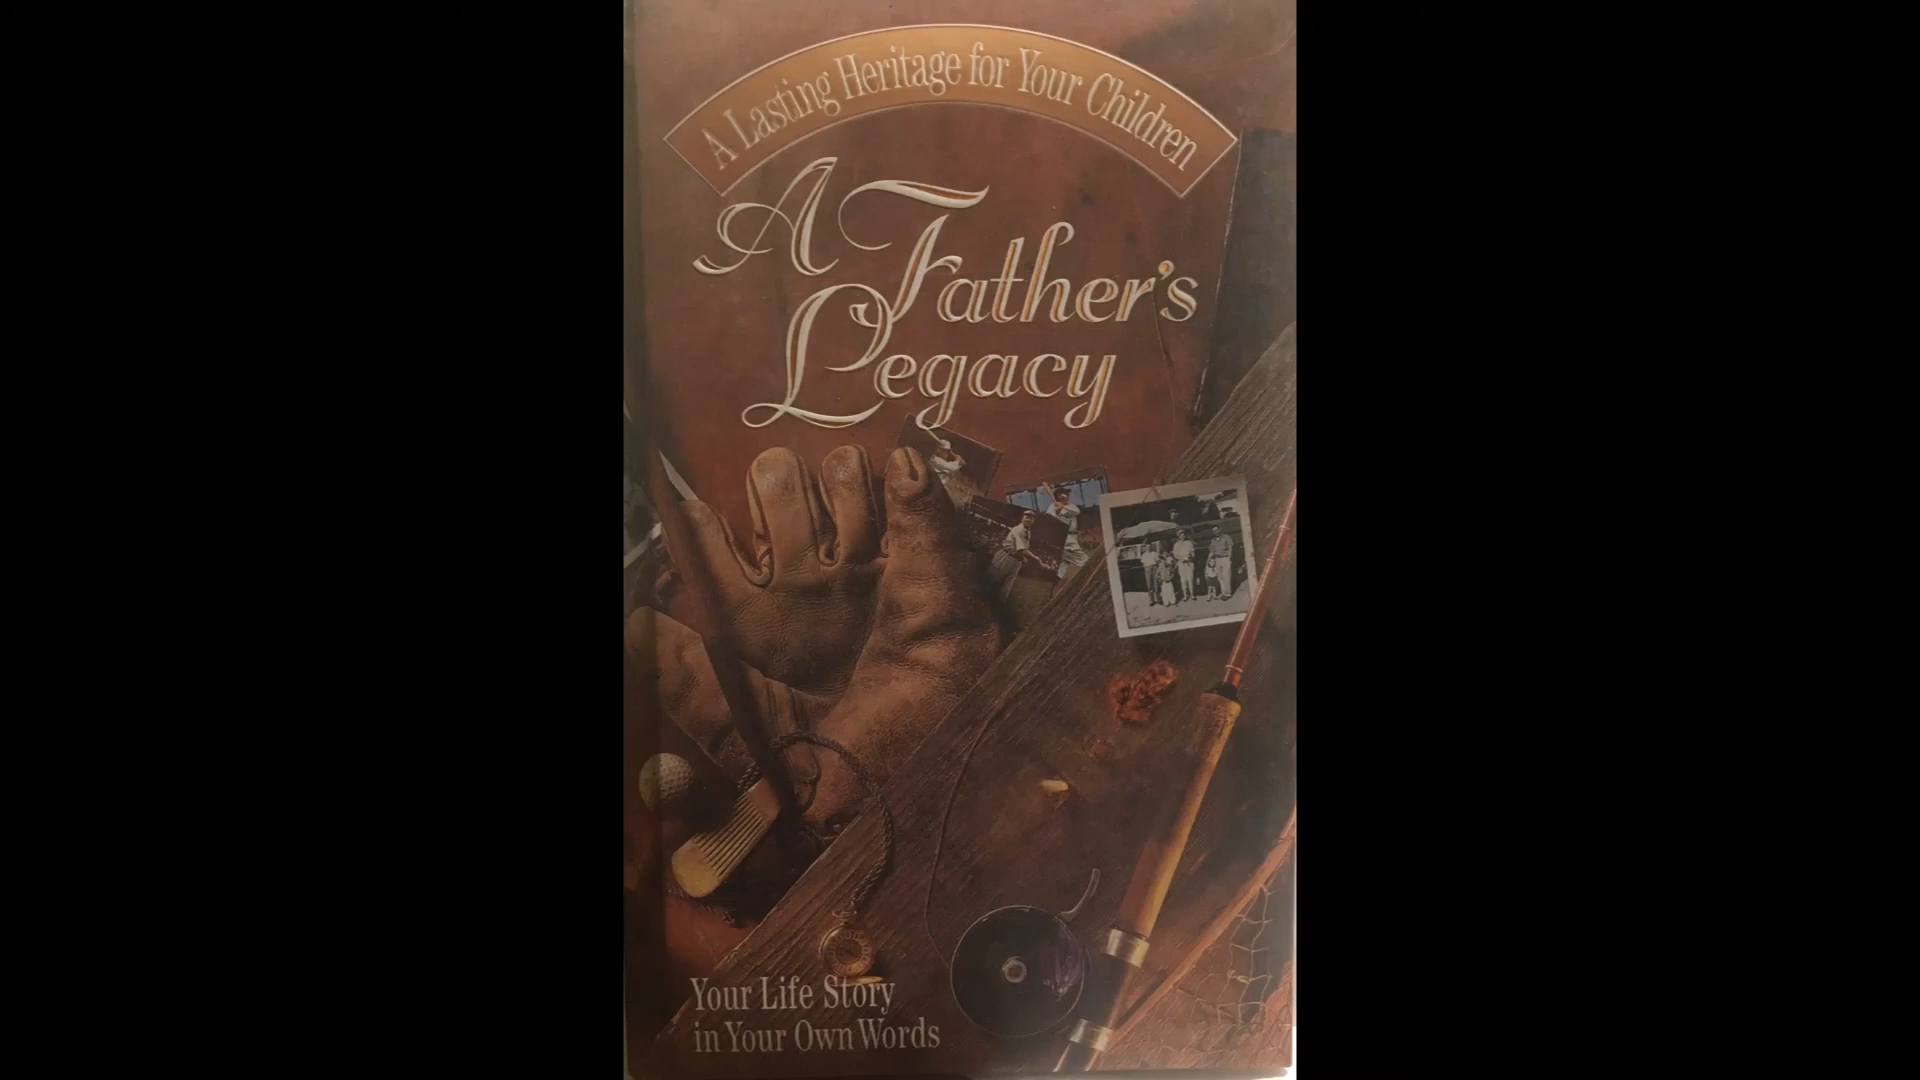 A Lasting Heritage for Your Children
A Father's
Legacy
Your Life Story
in Your Own Words